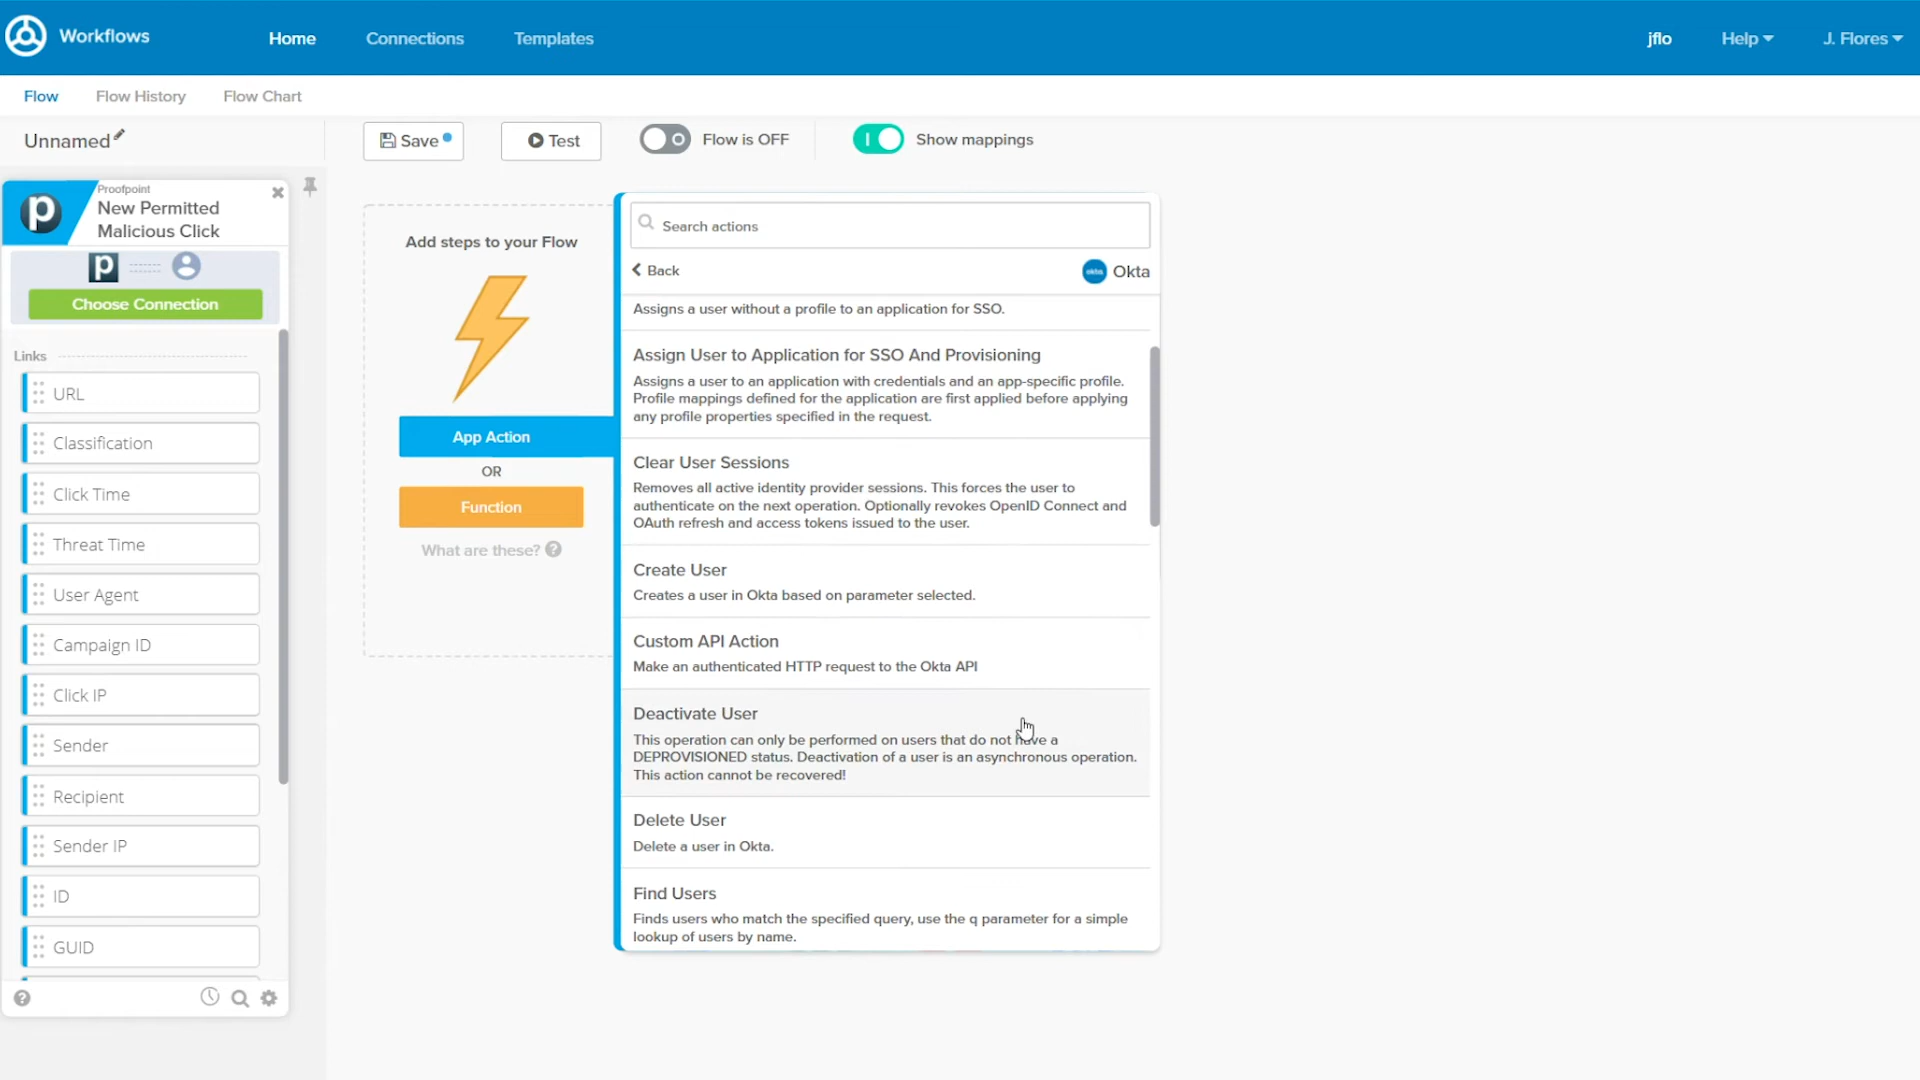 Workflows
Home
Connections
Templates
jflo
Help
J. Flores
Flow
Flow History
Flow Chart
Unnamed
Save
Test
Flow is OFF
Show mappings
Proofpoint
New Permitted
Malicious Click
Choose Connection
Links
URL
Classification
Click Time
Threat Time
User Agent
Campaign ID
Click IP
Sender
Recipient
Sender IP
ID
GUID
Add steps to your Flow
App Action
OR
Function
What are these?
Search actions
Back
okta
Okta
Assigns a user without a profile to an application for SSO.
Assign User to Application for SSO And Provisioning
Assigns a user to an application with credentials and an app-specific profile.
Profile mappings defined for the application are first applied before applying
any profile properties specified in the request.
Clear User Sessions
Removes all active identity provider sessions. This forces the user to
authenticate on the next operation. Optionally revokes OpenID Connect and
OAuth refresh and access tokens issued to the user.
Create User
Creates a user in Okta based on parameter selected.
Custom API Action
Make an authenticated HTTP request to the Okta API
Deactivate User
This operation can only be performed on users that do not have a
DEPROVISIONED status. Deactivation of a user is an asynchronous operation.
This action cannot be recovered!
Delete User
Delete a user in Okta.
Find Users
Finds users who match the specified query, use the q parameter for a simple
lookup of users by name.